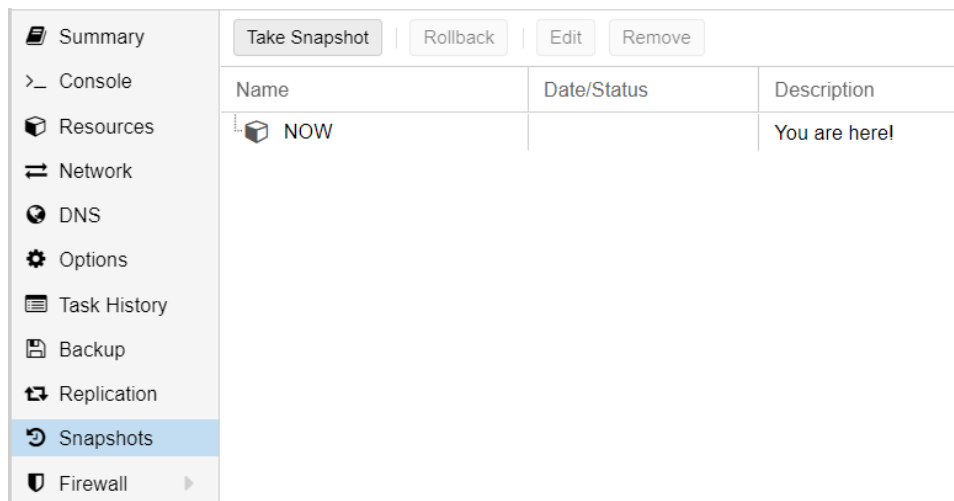 Summary
Console
Resources
Network
DNS
Options
Task History
Backup
Replication
Snapshots
Firewall
Take Snapshot Rollback Edit Remove
Name Date/Status Description
NOW You are here!